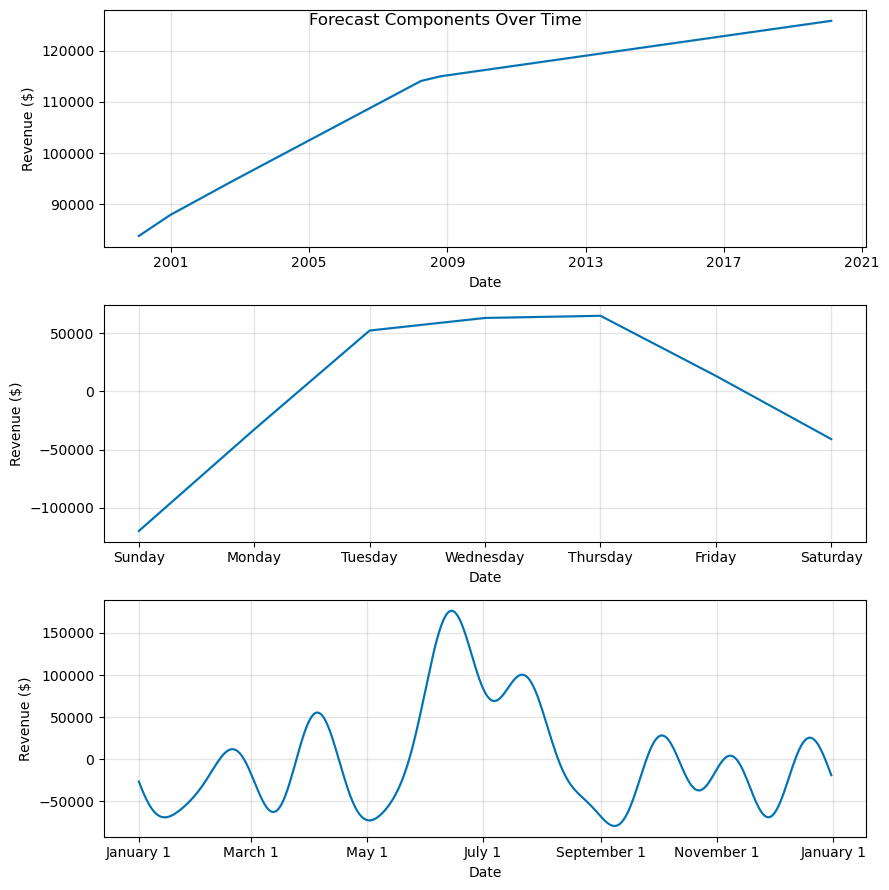 Forecast Components Over Time
120000
110000
100000
90000
Revenue ($)
2001 2005 2009 2013 2017 2021
Date
50000
0
−50000
−100000
Revenue ($)
Sunday Monday Tuesday Wednesday Thursday Friday Saturday
Date
150000
100000
50000
0
−50000
Revenue ($)
January 1 March 1 May 1 July 1 September 1 November 1 January 1
Date